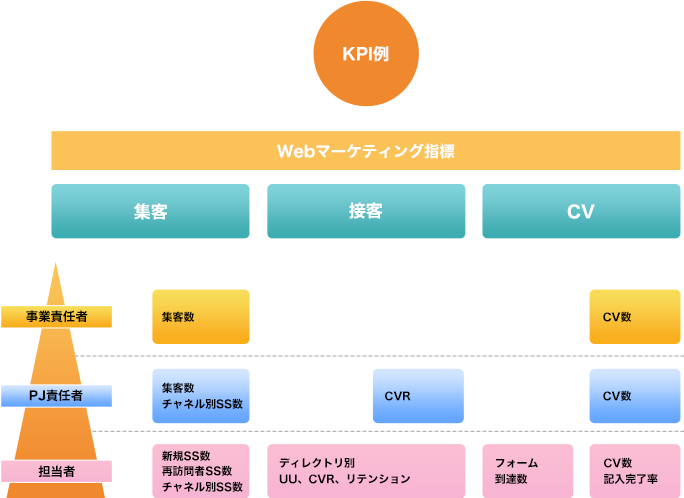 KPI例
Webマーケティング指標
集客
接客
CV
事業責任者
集客数
CV数
PJ責任者
集客数
チャネル別SS数
CVR
CV数
担当者
新規SS数
再訪問者SS数
チャネル別SS数
ディレクトリ別
UU、CVR、リテンション
フォーム
到達数
CV数
記入完了率